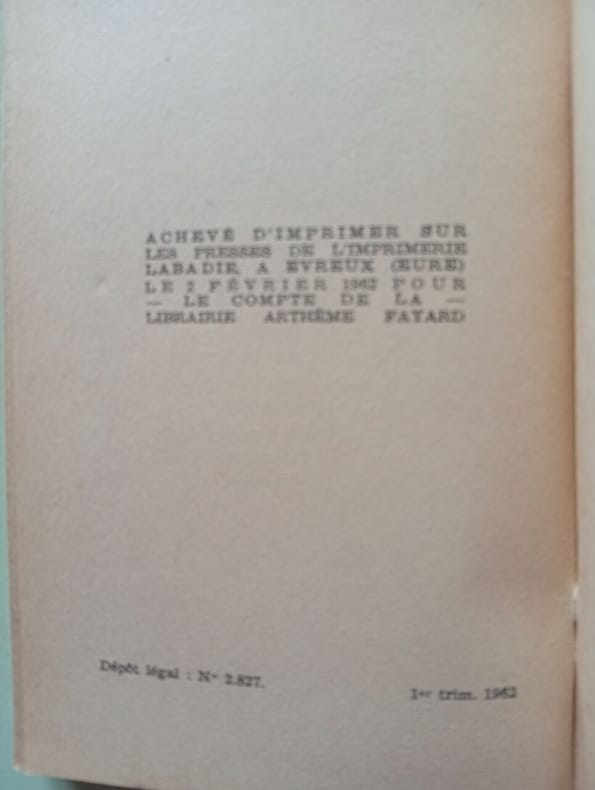 ACHEVÉ D'IMPRIMER SUR
LES PRESSES DE L'IMPRIMERIE
LABADIE, A EVREUX (EURE)
LE 2 FÉVRIER 1962 POUR
— LE COMPTE DE LA —
LIBRAIRIE ARTHÈME FAYARD
Dépôt légal : N° 2.827.
1er trim. 1962